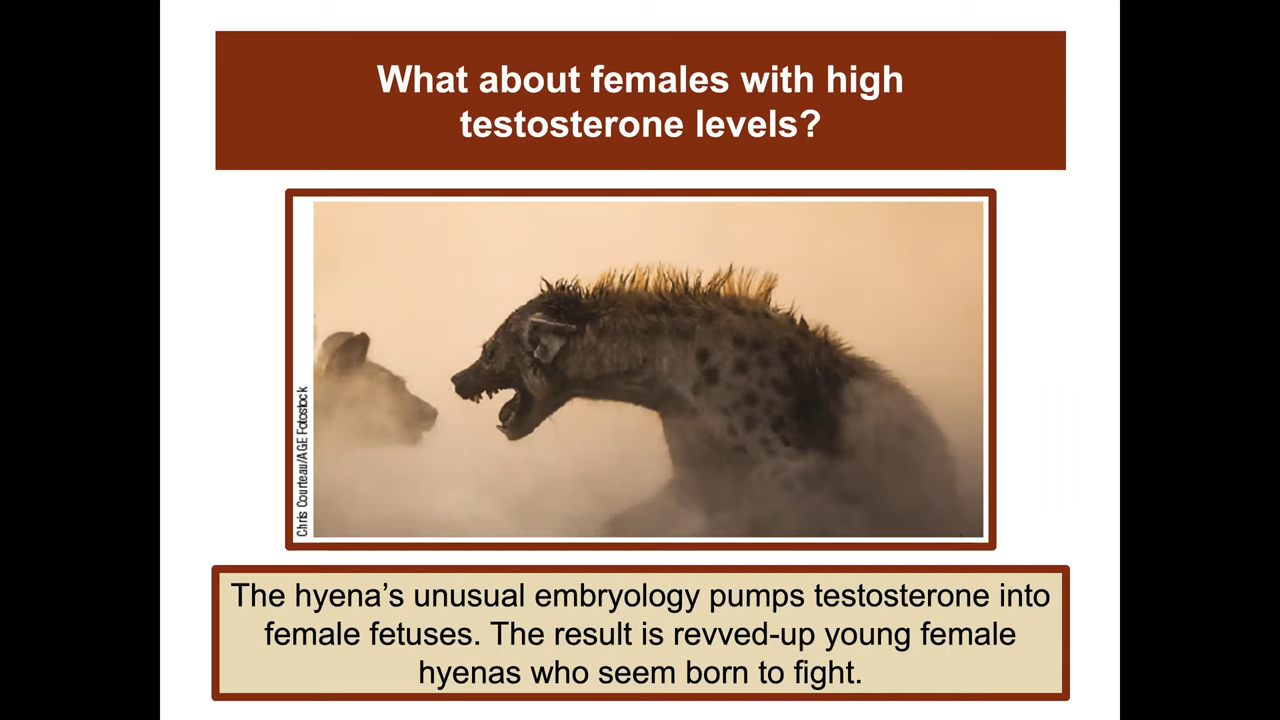 What about females with high
testosterone levels?
Chris Courteau/AGE Fotostock
The hyena’s unusual embryology pumps testosterone into
female fetuses. The result is revved-up young female
hyenas who seem born to fight.